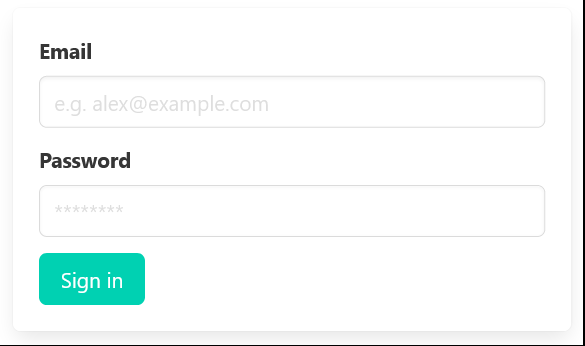 Email
e.g. alex@example.com
Password
********
Sign in